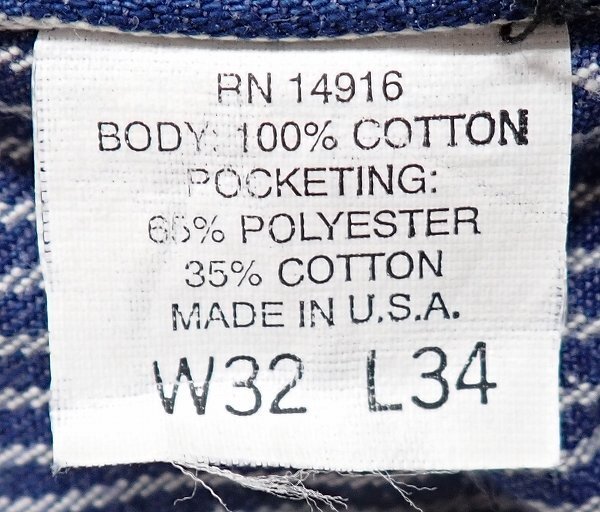 RN 14916
BODY: 100% COTTON
POCKETING:
65% POLYESTER
35% COTTON
MADE IN U.S.A.
W32 L34